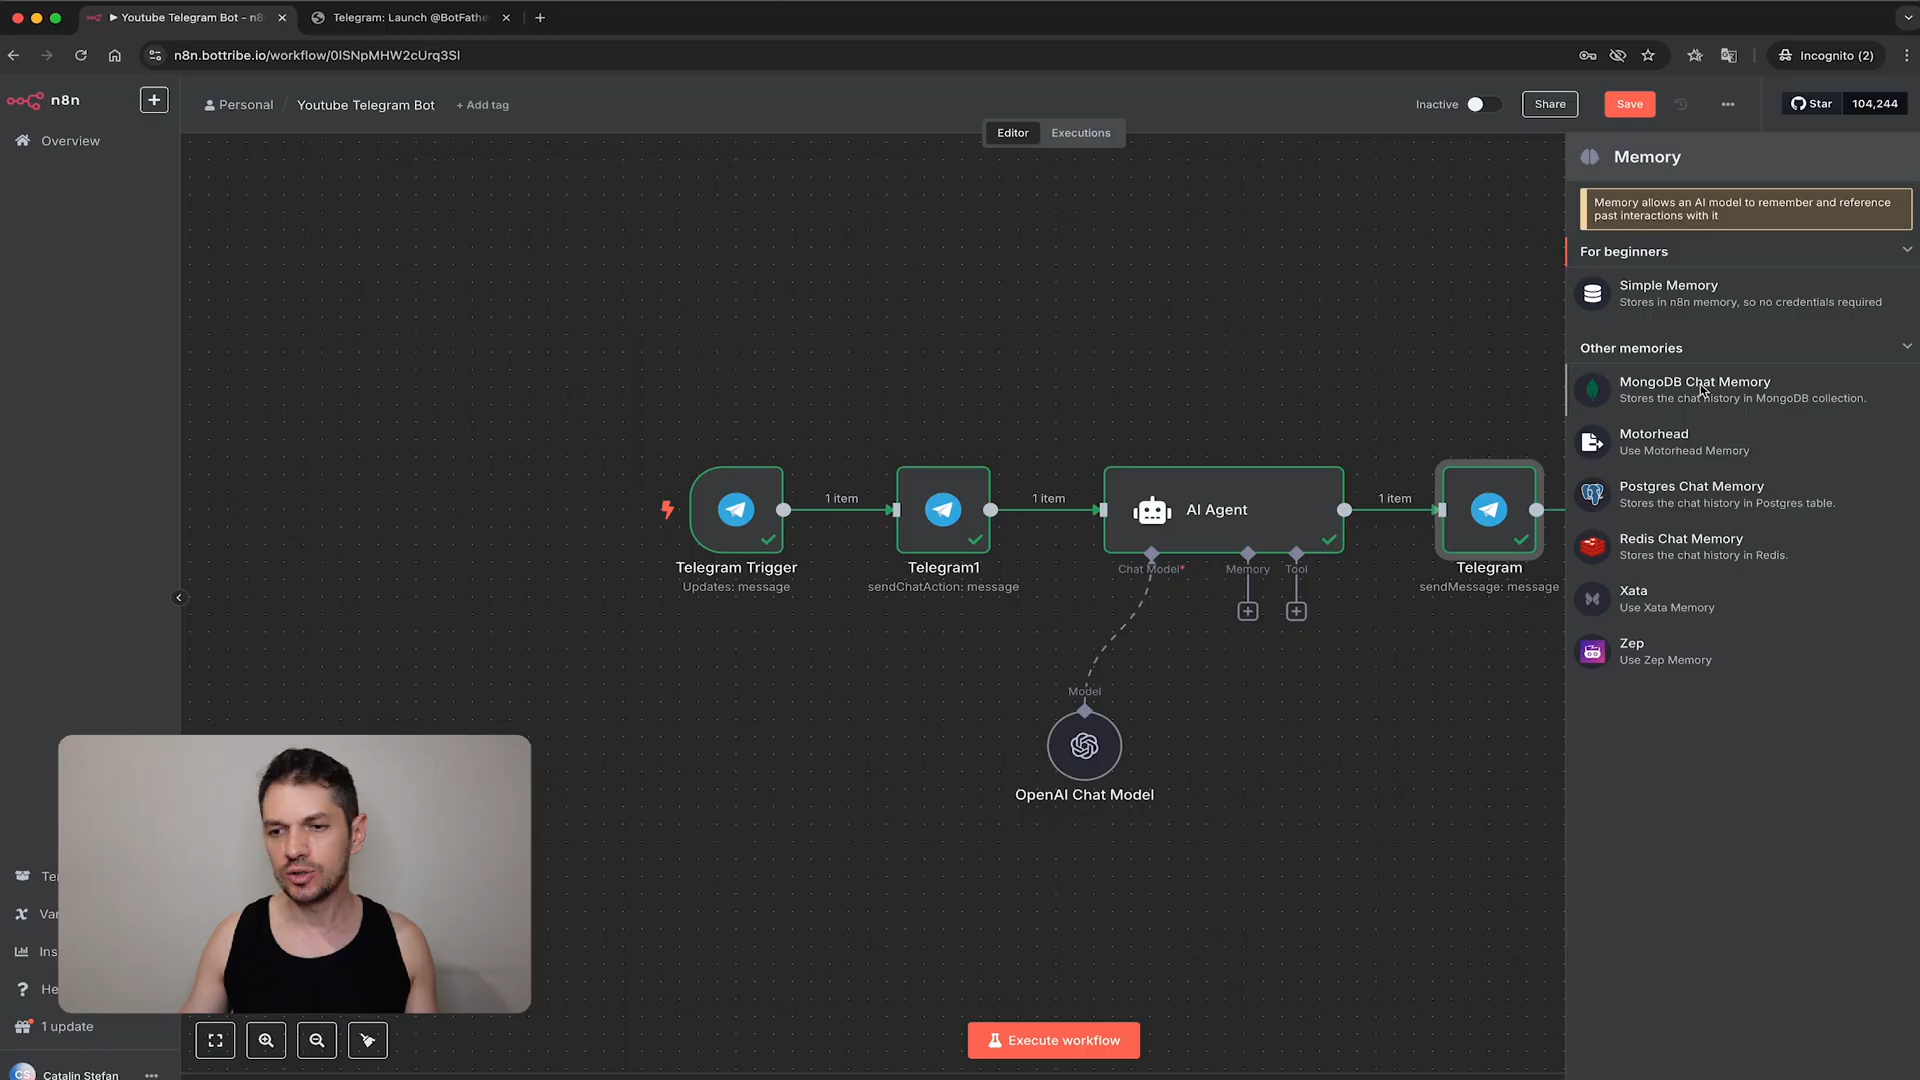 Youtube Telegram Bot - n8
Telegram: Launch @BotFathe
n8n.bottribe.io/workflow/0ISNpMHW2cUrq3SI
Incognito (2)
n8n
Personal
/
Youtube Telegram Bot
+ Add tag
Inactive
Share
Save
Star
104,244
Editor
Executions
Overview
Memory
Memory allows an AI model to remember and reference
past interactions with it
For beginners
Simple Memory
Stores in n8n memory, so no credentials required
Other memories
MongoDB Chat Memory
Stores the chat history in MongoDB collection.
Motorhead
Use Motorhead Memory
Postgres Chat Memory
Stores the chat history in Postgres table.
Redis Chat Memory
Stores the chat history in Redis.
Xata
Use Xata Memory
Zep
Use Zep Memory
1 item
1 item
AI Agent
1 item
Telegram Trigger
Updates: message
Telegram1
sendChatAction: message
Chat Model*
Memory
Tool
Telegram
sendMessage: message
Model
OpenAI Chat Model
Te
Var
Ins
He
1 update
CS
Catalin Stefan
Execute workflow